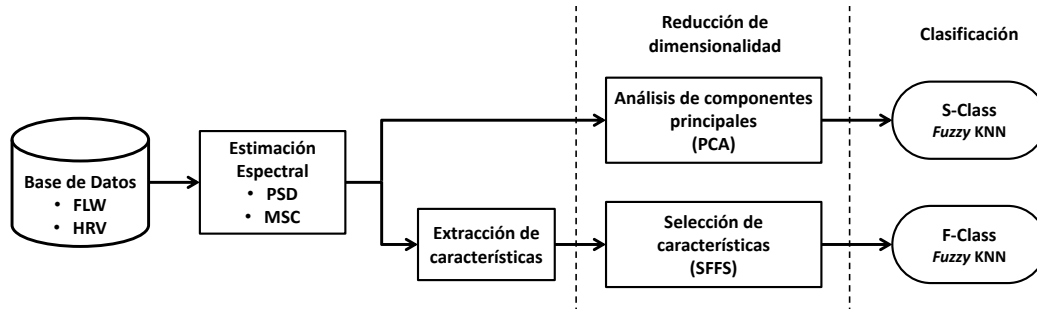 Reducción de
dimensionalidad
Clasificación
Base de Datos
• FLW
• HRV
Estimación
Espectral
• PSD
• MSC
Análisis de componentes
principales
(PCA)
S-Class
Fuzzy KNN
Extracción de
características
Selección de
características
(SFFS)
F-Class
Fuzzy KNN